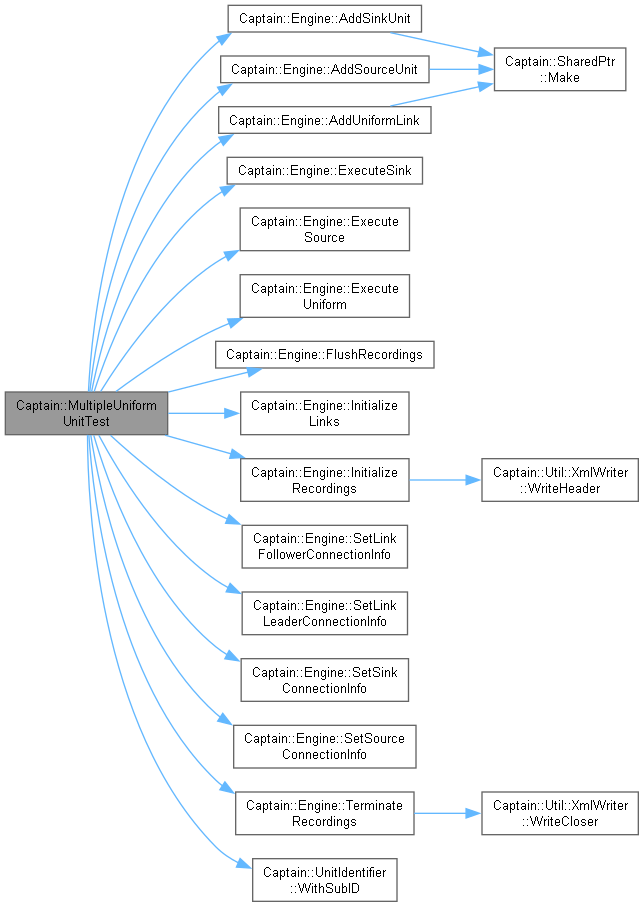 Captain::Engine::AddSinkUnit
Captain::SharedPtr
::Make
Captain::Engine::AddSourceUnit
Captain::Engine::AddUniformLink
Captain::Engine::ExecuteSink
Captain::Engine::Execute
Source
Captain::Engine::Execute
Uniform
Captain::Engine::FlushRecordings
Captain::MultipleUniform
UnitTest
Captain::Engine::Initialize
Links
Captain::Engine::Initialize
Recordings
Captain::Util::XmlWriter
::WriteHeader
Captain::Engine::SetLink
FollowerConnectionInfo
Captain::Engine::SetLink
LeaderConnectionInfo
Captain::Engine::SetSink
ConnectionInfo
Captain::Engine::SetSource
ConnectionInfo
Captain::Engine::Terminate
Recordings
Captain::Util::XmlWriter
::WriteCloser
Captain::UnitIdentifier
::WithSubID